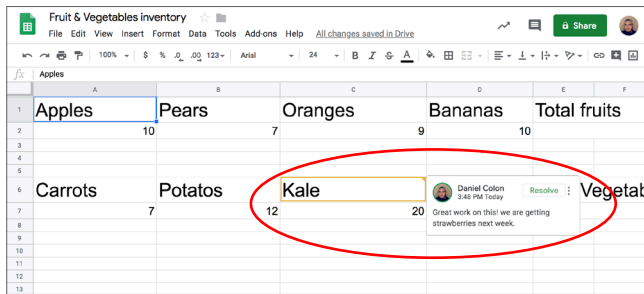 Fruit & Vegetables inventory
File Edit View Insert Format Data Tools Add-ons Help All changes saved in Drive
Share
100% $ % .0 .00 123 Arial 24 B I S A
fx Apples
A B C D E F
1 Apples Pears Oranges Bananas Total fruits
2 10 7 9 10
3
4
5
6 Carrots Potatos Kale Vegetab
Daniel Colon Resolve
3:48 PM Today
7 7 12 20
Great work on this! we are getting
strawberries next week.
8
9
10
11
12
13